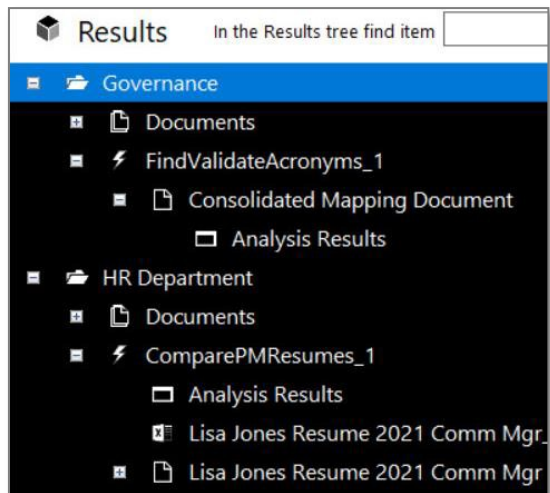 Results In the Results tree find item
Governance
Documents
FindValidateAcronyms_1
Consolidated Mapping Document
Analysis Results
HR Department
Documents
ComparePMResumes_1
Analysis Results
Lisa Jones Resume 2021 Comm Mgr_
Lisa Jones Resume 2021 Comm Mgr